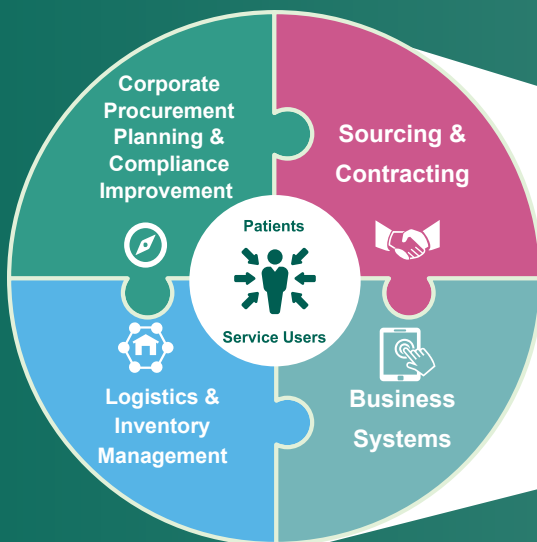 Corporate
Procurement
Planning &
Compliance
Improvement
Sourcing &
Contracting
Patients
Service Users
Logistics &
Inventory
Management
Business
Systems